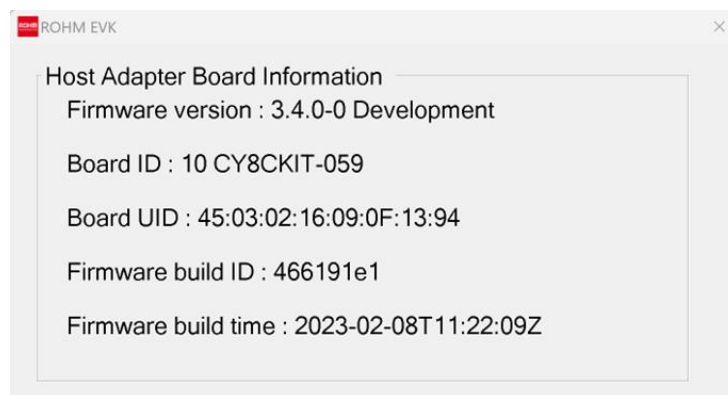 ROHM EVK
Host Adapter Board Information
Firmware version : 3.4.0-0 Development
Board ID : 10 CY8CKIT-059
Board UID : 45:03:02:16:09:0F:13:94
Firmware build ID : 466191e1
Firmware build time : 2023-02-08T11:22:09Z